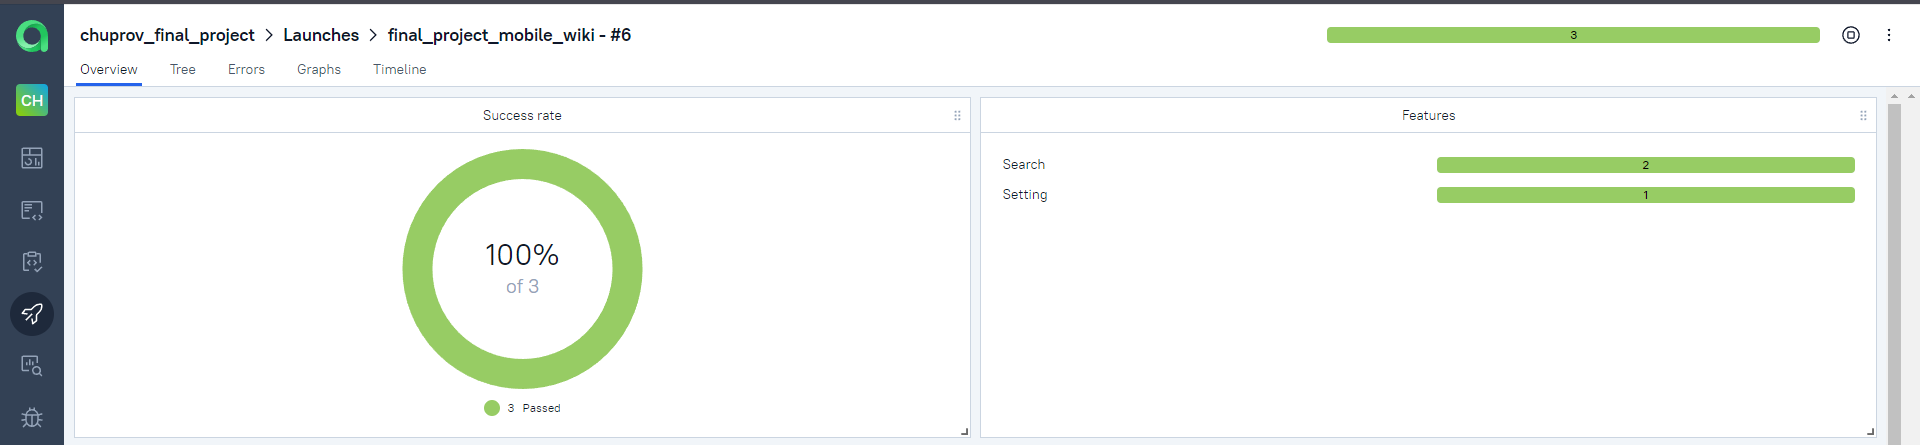 chuprov_final_project > Launches > final_project_mobile_wiki - #6
3
Overview Tree Errors Graphs Timeline
CH
Success rate
100%
of 3
3 Passed
Features
Search 2
Setting 1